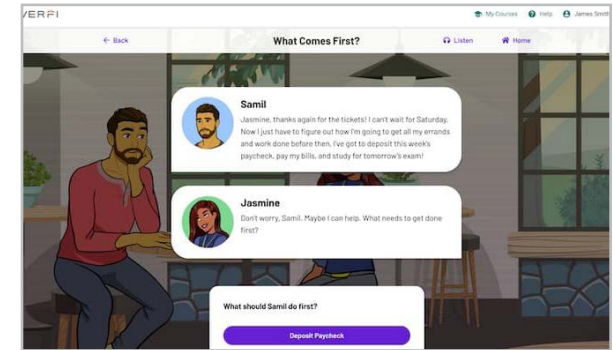 VERFI
My Courses Help James Smith
← Back What Comes First? Listen Home
Samil
Jasmine, thanks again for the tickets! I can't wait for Saturday.
Now I just have to figure out how I'm going to get all my errands
and work done before then. I've got to deposit this week's
paycheck, pay my bills, and study for tomorrow's exam!
Jasmine
Don't worry, Samil. Maybe I can help. What needs to get done
first?
What should Samil do first?
Deposit Paycheck